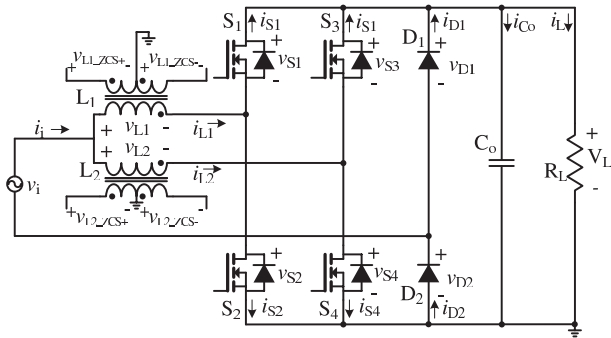 S1 iS1 S3 iS1 D1 iD1 iCo iL
vL1_ZCS+ vL1_ZCS-
+ - + -
vS1 vS3 vD1
L1
ii vL1 iL1
+ -
vL2
+ -
L2 iL2
Co RL + VL -
vi
vL2_ZCS+ vL2_ZCS-
+ - + -
vS2 vS4 vD2
S2 iS2 S4 iS4 D2 iD2